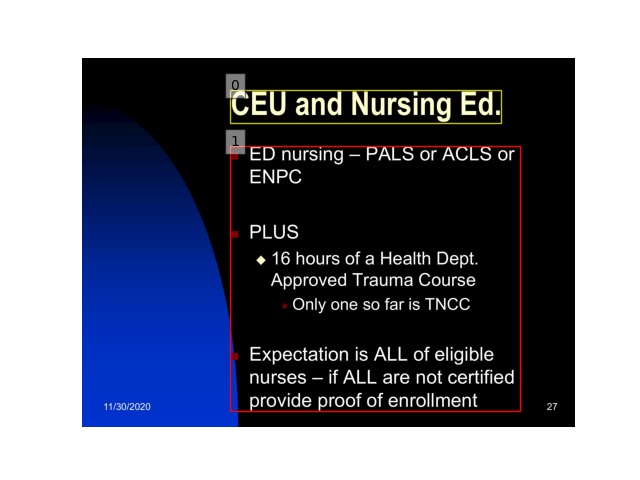 0
CEU and Nursing Ed.
1
ED nursing – PALS or ACLS or
ENPC
PLUS
16 hours of a Health Dept.
Approved Trauma Course
Only one so far is TNCC
Expectation is ALL of eligible
nurses – if ALL are not certified
provide proof of enrollment
11/30/2020
27